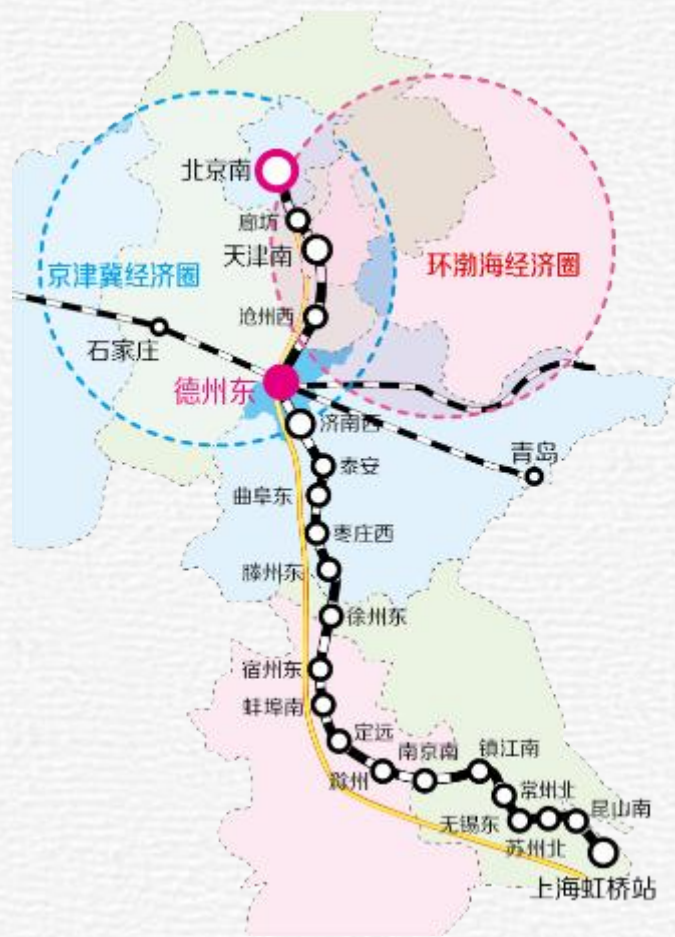 北京南
廊坊
天津南
京津冀经济圈
环渤海经济圈
沧州西
石家庄
德州东
济南西
青岛
泰安
曲阜东
枣庄西
滕州东
徐州东
宿州东
蚌埠南
定远
南京南
镇江南
滁州
常州北
昆山南
无锡东
苏州北
上海虹桥站